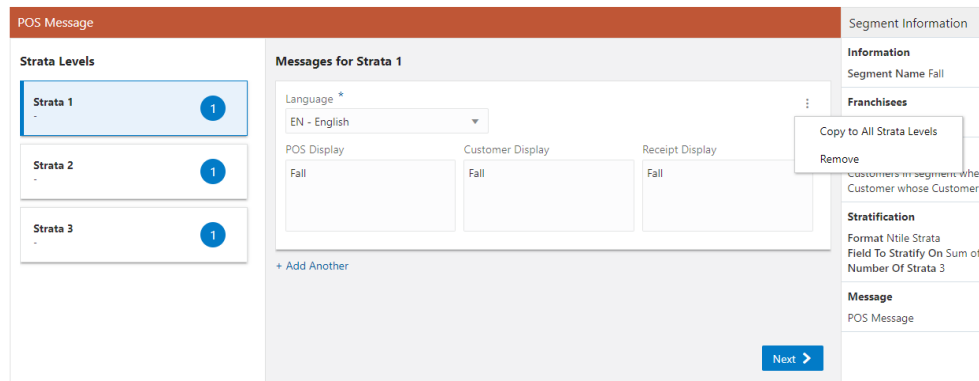 POS Message
Strata Levels
Strata 1
-
1
Strata 2
-
1
Strata 3
-
1
Messages for Strata 1
Language *
EN - English
POS Display
Customer Display
Receipt Display
Fall
Fall
Fall
+ Add Another
Next
Copy to All Strata Levels
Remove
Segment Information
Information
Segment Name Fall
Franchisees
Customers in segment whe
Customer whose Customer
Stratification
Format Ntile Strata
Field To Stratify On Sum of
Number Of Strata 3
Message
POS Message